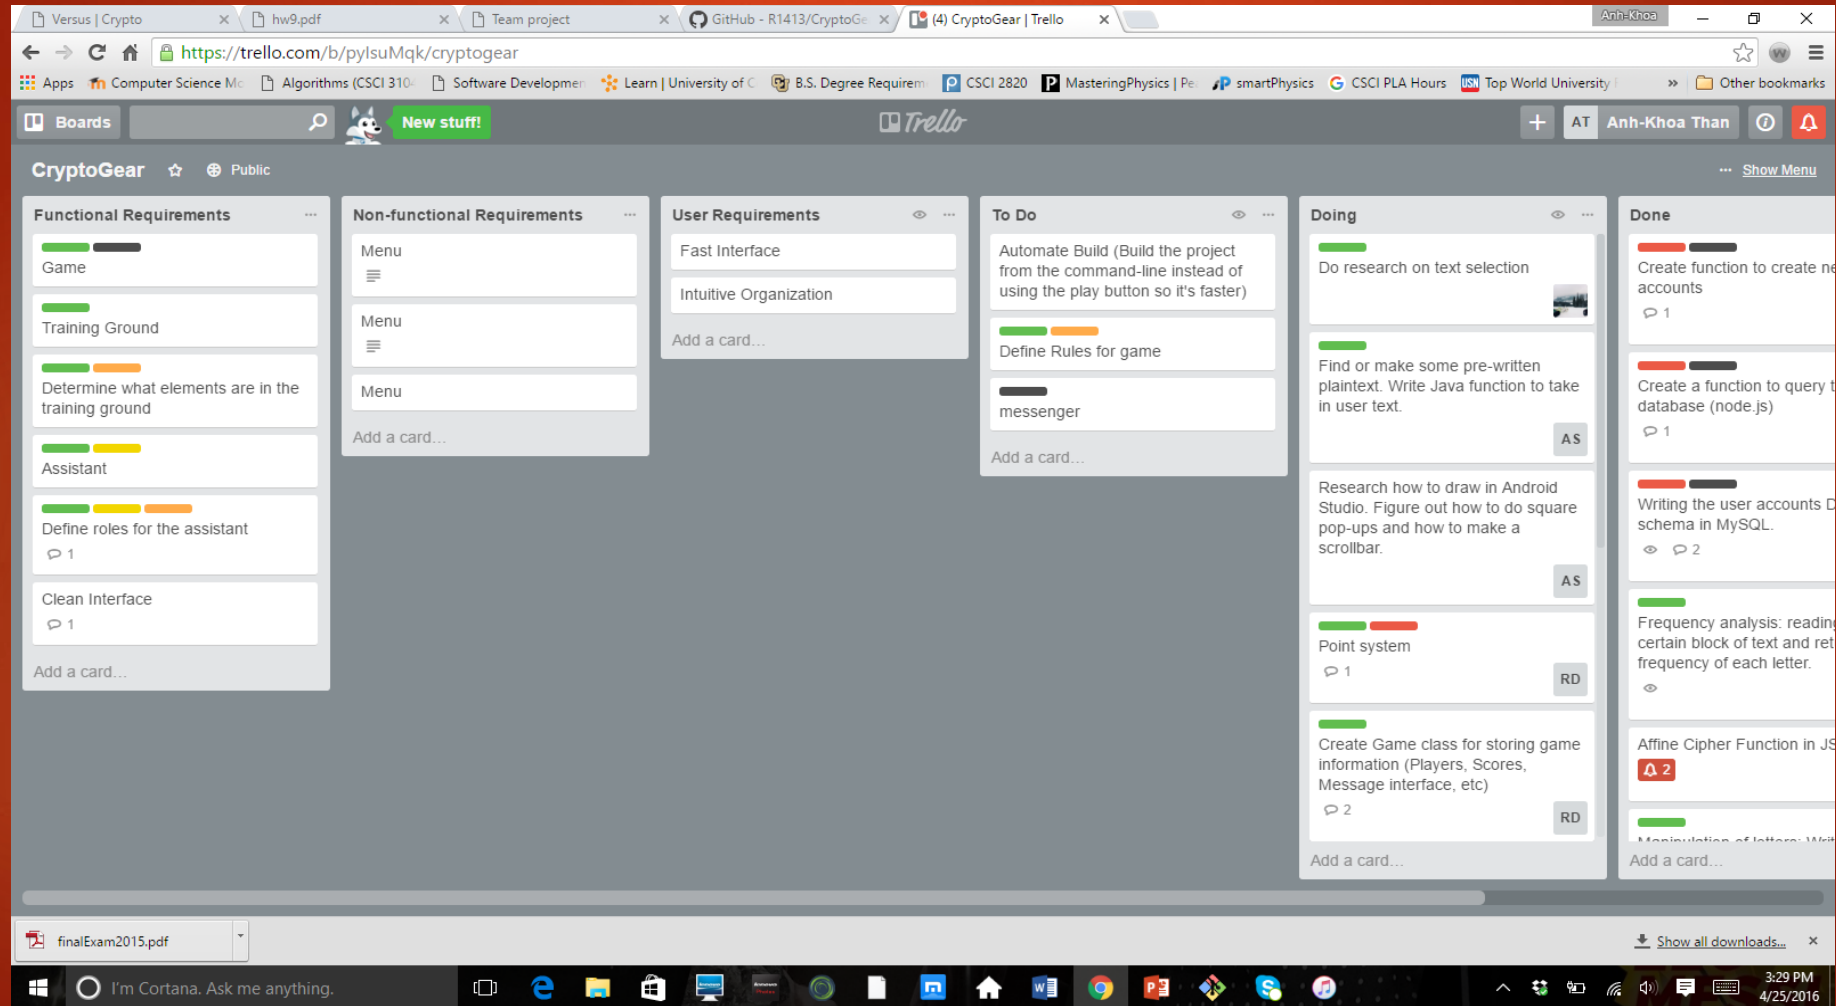 Versus | Crypto
hw9.pdf
Team project
GitHub - R1413/CryptoGe
(4) CryptoGear | Trello
Anh-Khoa
https://trello.com/b/pyIsuMqk/cryptogear
Apps
Computer Science Mo
Algorithms (CSCI 3104
Software Developmen
Learn | University of C
B.S. Degree Requirem
CSCI 2820
MasteringPhysics | Pe
smartPhysics
CSCI PLA Hours
Top World University
Other bookmarks
Boards
New stuff!
Trello
AT
Anh-Khoa Than
CryptoGear
Public
Show Menu
Functional Requirements
Game
Training Ground
Determine what elements are in the
training ground
Assistant
Define roles for the assistant
1
Clean Interface
1
Add a card...
Non-functional Requirements
Menu
Menu
Menu
Add a card...
User Requirements
Fast Interface
Intuitive Organization
Add a card...
To Do
Automate Build (Build the project
from the command-line instead of
using the play button so it's faster)
Define Rules for game
messenger
Add a card...
Doing
Do research on text selection
Find or make some pre-written
plaintext. Write Java function to take
in user text.
AS
Research how to draw in Android
Studio. Figure out how to do square
pop-ups and how to make a
scrollbar.
AS
Point system
1
RD
Create Game class for storing game
information (Players, Scores,
Message interface, etc)
2
RD
Add a card...
Done
Create function to create ne
accounts
1
Create a function to query t
database (node.js)
1
Writing the user accounts D
schema in MySQL.
2
Frequency analysis: reading
certain block of text and ret
frequency of each letter.
Affine Cipher Function in JS
2
Manipulation of letters: Writ
Add a card...
finalExam2015.pdf
Show all downloads...
I'm Cortana. Ask me anything.
3:29 PM
4/25/2016